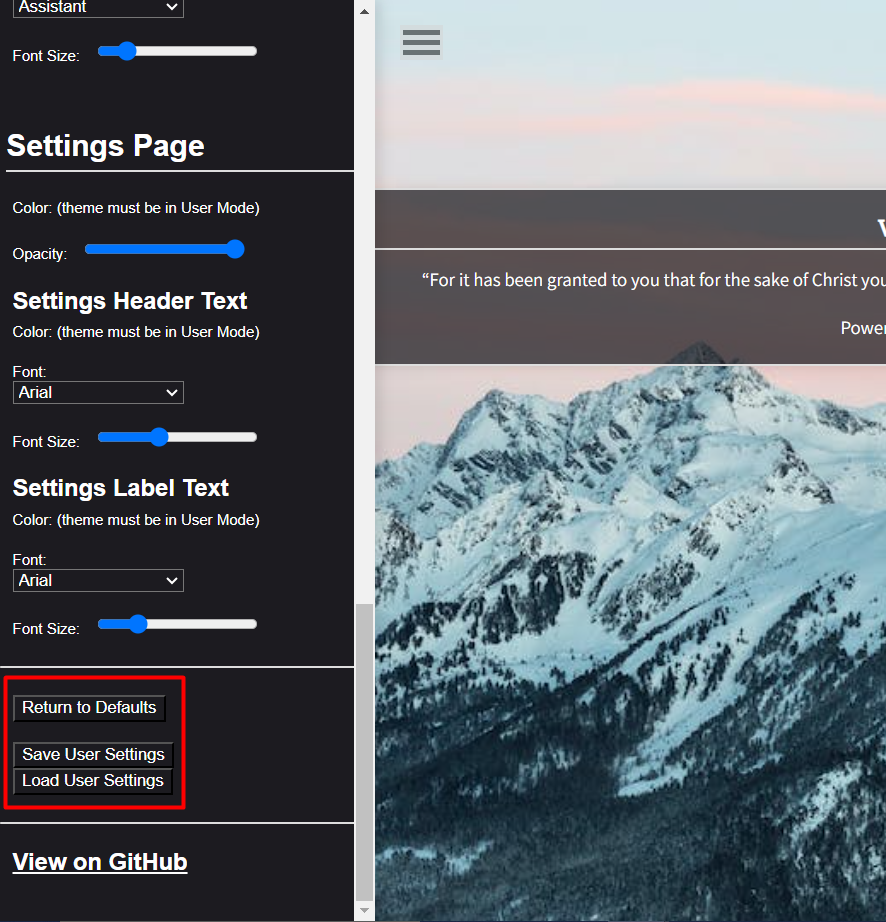 Assistant
Font Size:
Settings Page
Color: (theme must be in User Mode)
Opacity:
Settings Header Text
Color: (theme must be in User Mode)
Font:
Arial
Font Size:
Settings Label Text
Color: (theme must be in User Mode)
Font:
Arial
Font Size:
Return to Defaults
Save User Settings
Load User Settings
View on GitHub
“For it has been granted to you that for the sake of Christ you
Power